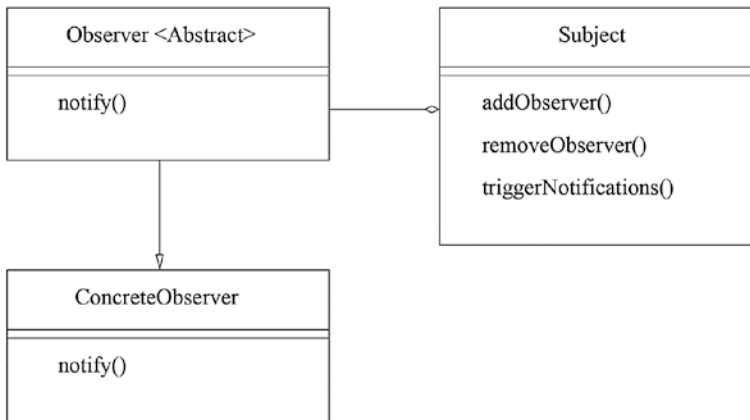 Observer <Abstract>
notify()
Subject
addObserver()
removeObserver()
triggerNotifications()
ConcreteObserver
notify()